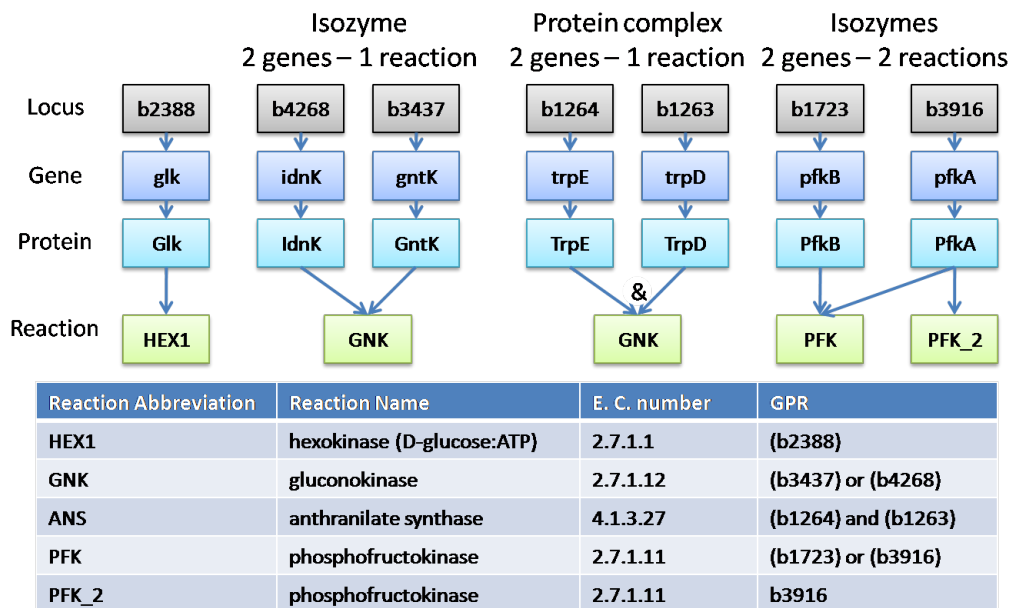 Isozyme Protein complex Isozymes
2 genes – 1 reaction 2 genes – 1 reaction 2 genes – 2 reactions
Locus b2388 b4268 b3437 b1264 b1263 b1723 b3916
Gene glk idnK gntK trpE trpD pfkB pfkA
Protein Glk IdnK GntK TrpE TrpD PfkB PfkA
&
Reaction HEX1 GNK GNK PFK PFK_2
Reaction Abbreviation Reaction Name E. C. number GPR
HEX1 hexokinase (D-glucose:ATP) 2.7.1.1 (b2388)
GNK gluconokinase 2.7.1.12 (b3437) or (b4268)
ANS anthranilate synthase 4.1.3.27 (b1264) and (b1263)
PFK phosphofructokinase 2.7.1.11 (b1723) or (b3916)
PFK_2 phosphofructokinase 2.7.1.11 b3916